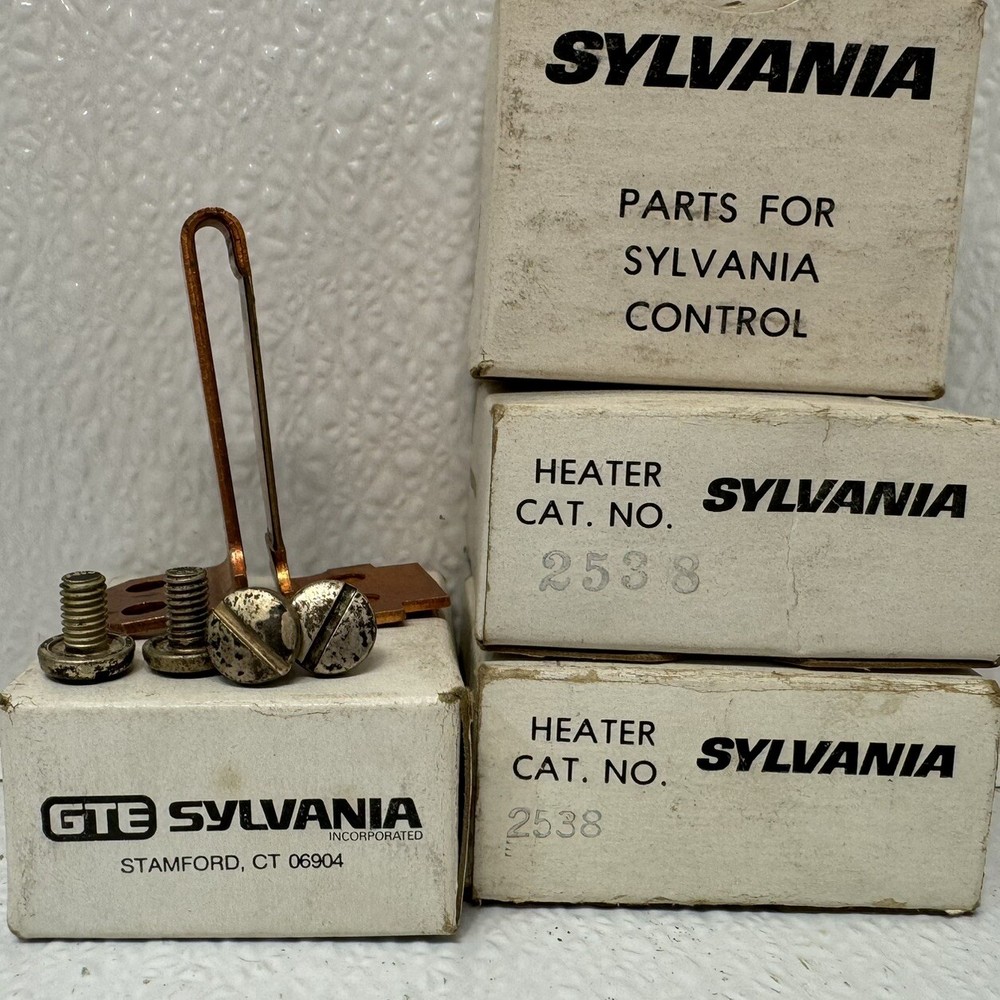 SYLVANIA
PARTS FOR
SYLVANIA
CONTROL
HEATER
CAT. NO.
SYLVANIA
2538
HEATER
CAT. NO.
SYLVANIA
2538
GTE SYLVANIA
INCORPORATED
STAMFORD, CT 06904